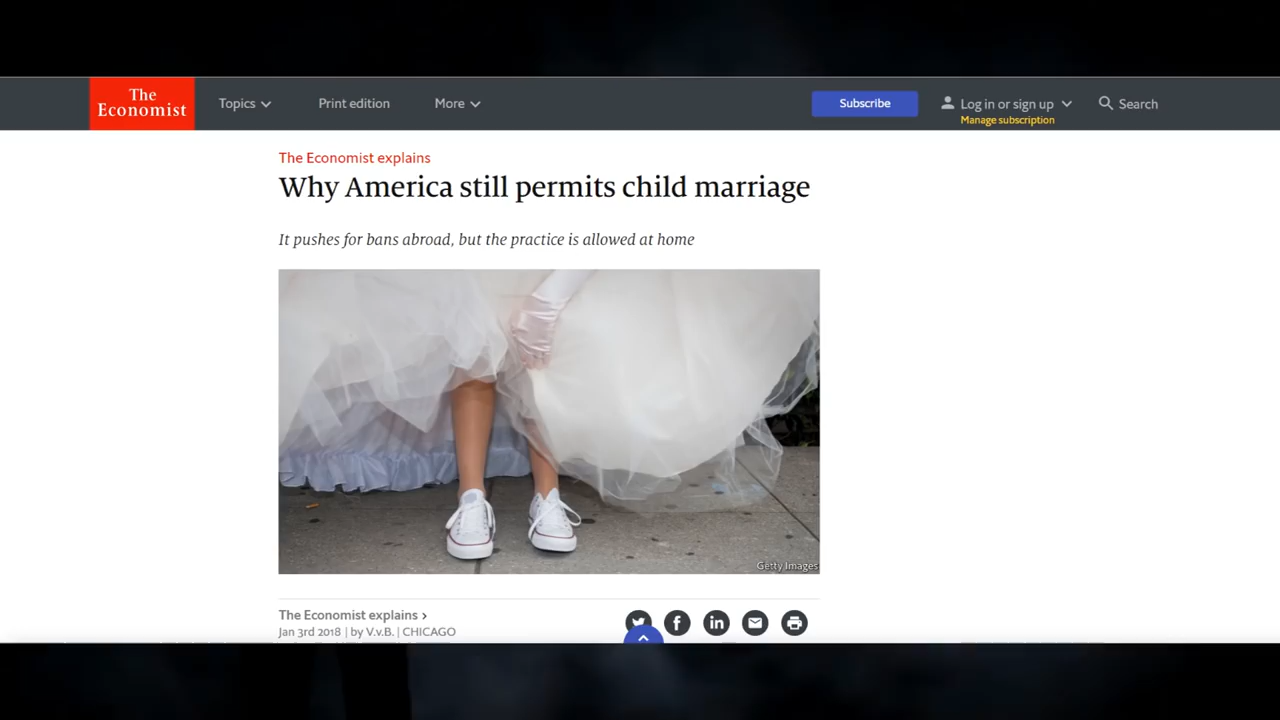 The
Economist
Topics
Print edition
More
Subscribe
Log in or sign up
Manage subscription
Search
The Economist explains
Why America still permits child marriage
It pushes for bans abroad, but the practice is allowed at home
Getty Images
The Economist explains >
Jan 3rd 2018 | by V.v.B. | CHICAGO
f
in